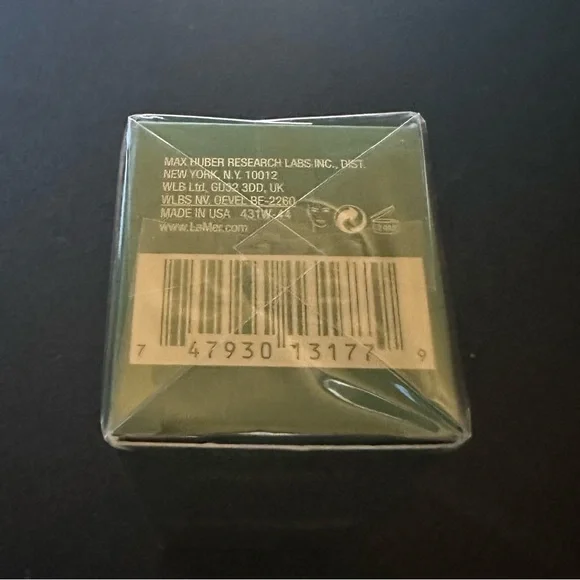 MAX HUBER RESEARCH LABS INC., DIST.
NEW YORK, N.Y. 10012
WLB Ltd, GU32 3DD, UK
WLBS NV. OEVEL BE-2260
MADE IN USA 431W-44
www.LaMer.com
7 47930 13177 9